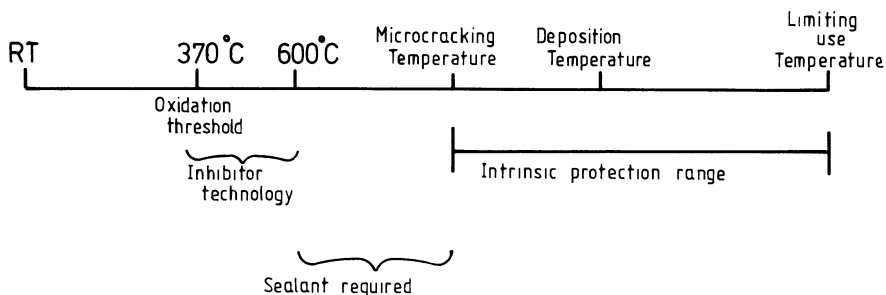 RT
370°C
600°C
Microcracking
Temperature
Deposition
Temperature
Limiting
use
Temperature
Oxidation
threshold
Inhibitor
technology
Intrinsic protection range
Sealant required